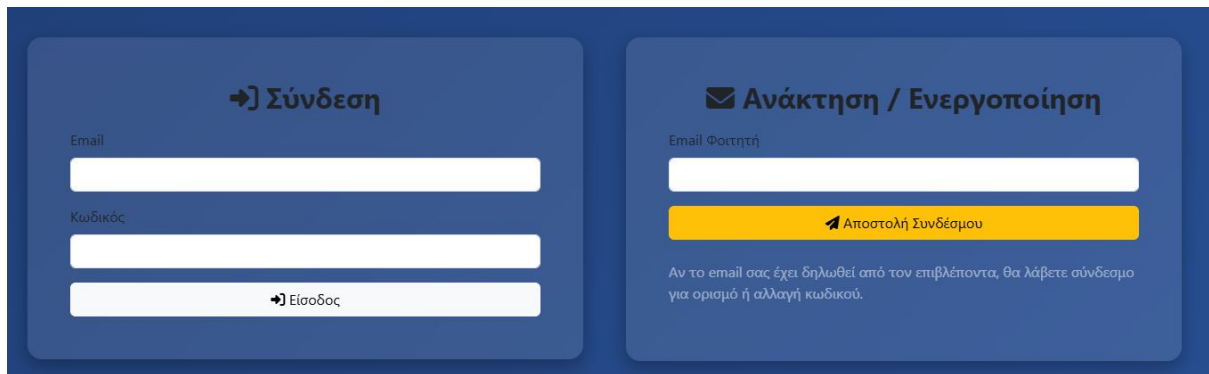 Σύνδεση
Email
Κωδικός
Είσοδος
Ανάκτηση / Ενεργοποίηση
Email Φοιτητή
Αποστολή Συνδέσμου
Αν το email σας έχει δηλωθεί από τον επιβλέποντα, θα λάβετε σύνδεσμο
για ορισμό ή αλλαγή κωδικού.